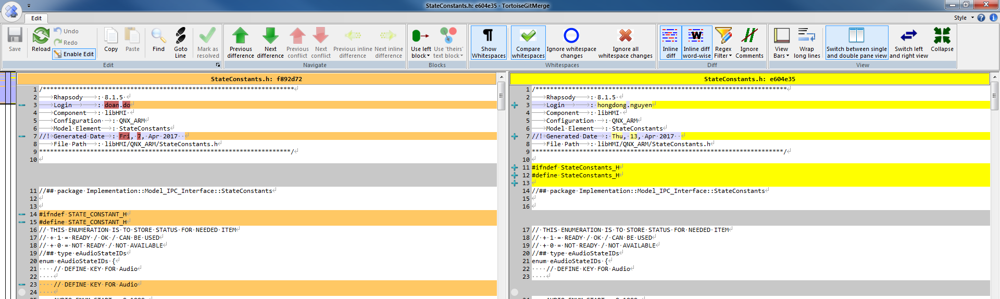 StateConstants.h: e604e35 - TortoiseGitMerge
Edit
Style
Save
Reload
Undo
Redo
Enable Edit
Copy
Paste
Find
Goto Line
Mark as resolved
Edit
Previous difference
Next difference
Previous conflict
Next conflict
Previous inline difference
Next inline difference
Navigate
Use left block
Use 'theirs' text block
Blocks
Show Whitespaces
Compare whitespaces
Ignore whitespace changes
Ignore all whitespace changes
Whitespaces
Inline diff
Inline diff word-wise
Regex Filter
Ignore Comments
Diff
View Bars
Wrap long lines
Switch between single and double pane view
Switch left and right view
Collapse
View
StateConstants.h: f892d72
1 /*********************************************************************
2 Rhapsody : 8.1.5
3 Login : doan.do
4 Component : libHMI
5 Configuration : QNX_ARM
6 Model Element : StateConstants
7 //! Generated Date : Fri, 7, Apr 2017
8 File Path : libHMI/QNX_ARM/StateConstants.h
9 *********************************************************************/
10
11 //## package Implementation::Model_IPC_Interface::StateConstants
12
13
14 #ifndef STATE_CONSTANT_H
15 #define STATE_CONSTANT_H
16 // THIS ENUMERATION IS TO STORE STATUS FOR NEEDED ITEM
17 // + 1 = READY / OK / CAN BE USED
18 // + 0 = NOT READY / NOT AVAILABLE
19 //## type eAudioStateIDs
20 enum eAudioStateIDs {
21 // DEFINE KEY FOR Audio
22
23 // DEFINE KEY FOR Audio
24
StateConstants.h: e604e35
1 /*********************************************************************
2 Rhapsody : 8.1.5
3 Login : hongdong.nguyen
4 Component : libHMI
5 Configuration : QNX_ARM
6 Model Element : StateConstants
7 //! Generated Date : Thu, 13, Apr 2017
8 File Path : libHMI/QNX_ARM/StateConstants.h
9 *********************************************************************/
10
11 #ifndef StateConstants_H
12 #define StateConstants_H
13
14 //## package Implementation::Model_IPC_Interface::StateConstants
15
16
17 // THIS ENUMERATION IS TO STORE STATUS FOR NEEDED ITEM
18 // + 1 = READY / OK / CAN BE USED
19 // + 0 = NOT READY / NOT AVAILABLE
20 //## type eAudioStateIDs
21 enum eAudioStateIDs {
22 // DEFINE KEY FOR Audio
23